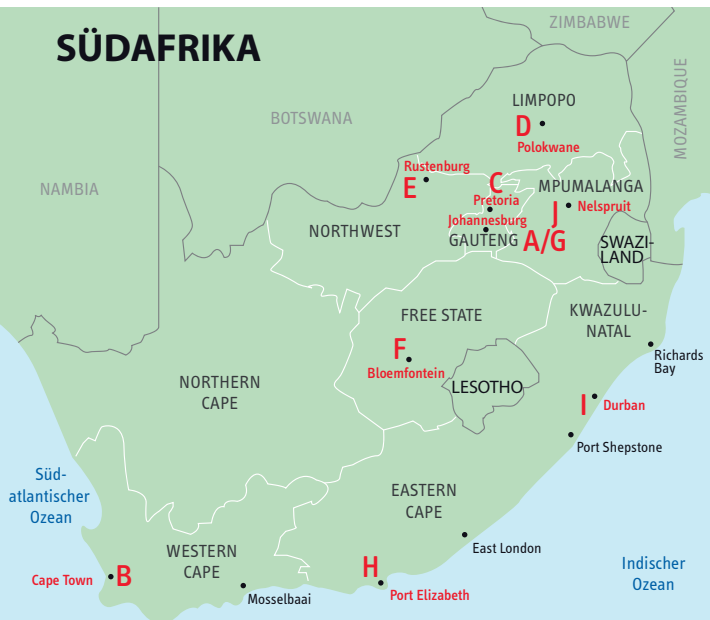 SÜDAFRIKA
ZIMBABWE
MOZAMBIQUE
BOTSWANA
NAMBIA
LIMPOPO
D
Polokwane
Rustenburg
E
C
Pretoria
MPUMALANGA
J
Nelspruit
Johannesburg
GAUTENG
A/G
NORTHWEST
SWAZI-
LAND
FREE STATE
F
Bloemfontein
KWAZULU-
NATAL
Richards
Bay
LESOTHO
NORTHERN
CAPE
I
Durban
Port Shepstone
Süd-
atlantischer
Ozean
EASTERN
CAPE
East London
WESTERN
CAPE
Cape Town
B
Mosselbaai
H
Port Elizabeth
Indischer
Ozean